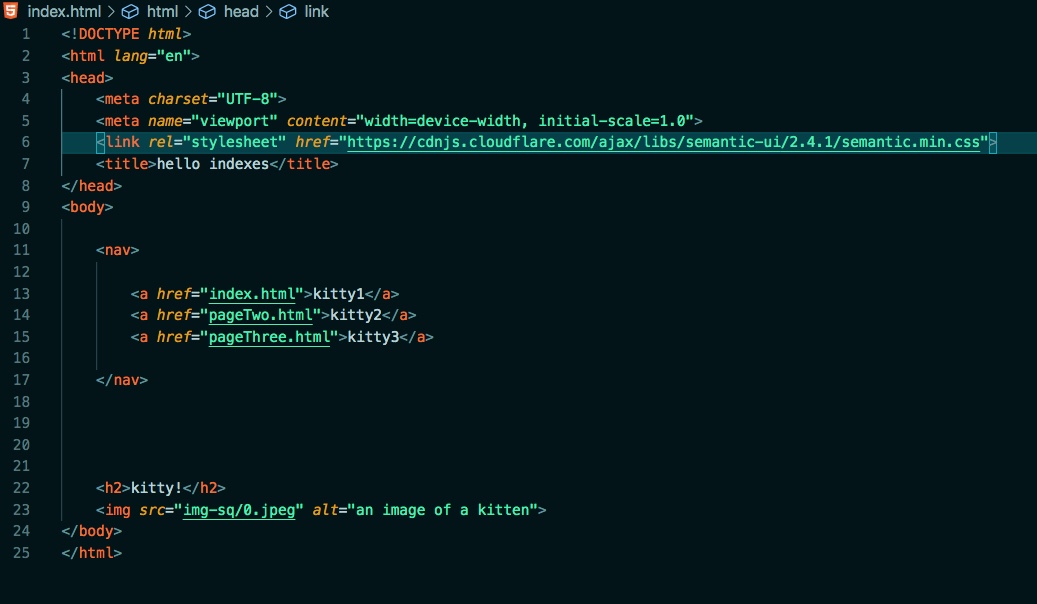 index.html > html > head > link
1 <!DOCTYPE html>
2 <html lang="en">
3 <head>
4 <meta charset="UTF-8">
5 <meta name="viewport" content="width=device-width, initial-scale=1.0">
6 <link rel="stylesheet" href="https://cdnjs.cloudflare.com/ajax/libs/semantic-ui/2.4.1/semantic.min.css">
7 <title>hello indexes</title>
8 </head>
9 <body>
10
11 <nav>
12
13 <a href="index.html">kitty1</a>
14 <a href="pageTwo.html">kitty2</a>
15 <a href="pageThree.html">kitty3</a>
16
17 </nav>
18
19
20
21
22 <h2>kitty!</h2>
23 <img src="img-sq/0.jpeg" alt="an image of a kitten">
24 </body>
25 </html>